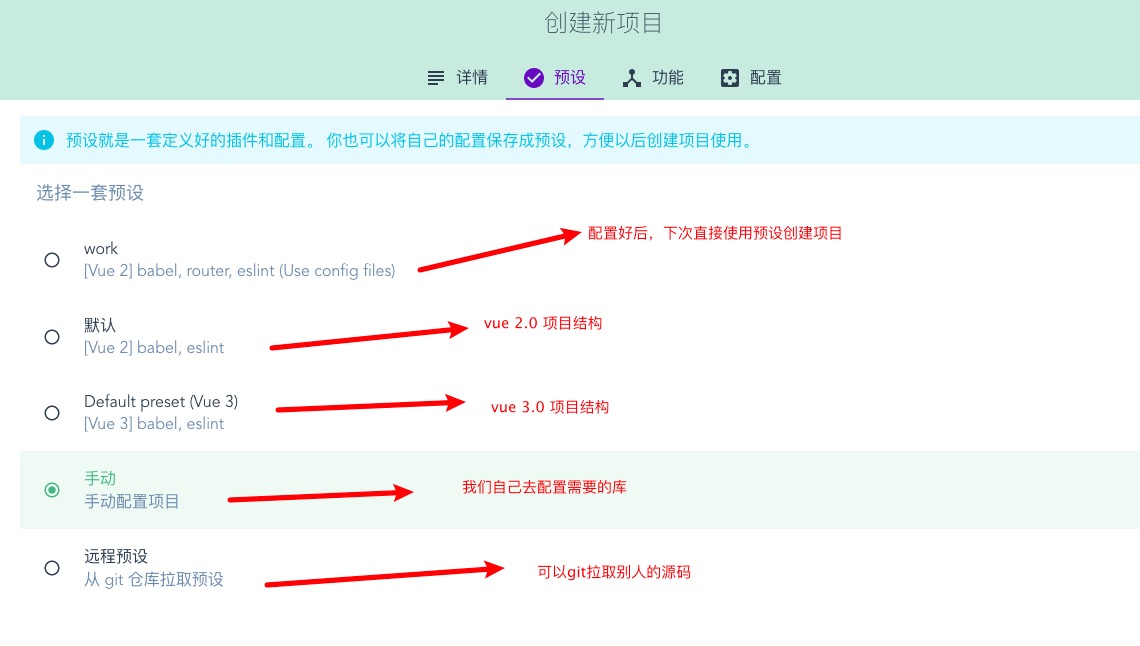 创建新项目
详情 预设 功能 配置
预设就是一套定义好的插件和配置。 你也可以将自己的配置保存成预设，方便以后创建项目使用。
选择一套预设
work
[Vue 2] babel, router, eslint (Use config files)
配置好后，下次直接使用预设创建项目
默认
[Vue 2] babel, eslint
vue 2.0 项目结构
Default preset (Vue 3)
[Vue 3] babel, eslint
vue 3.0 项目结构
手动
手动配置项目
我们自己去配置需要的库
远程预设
从 git 仓库拉取预设
可以git拉取别人的源码